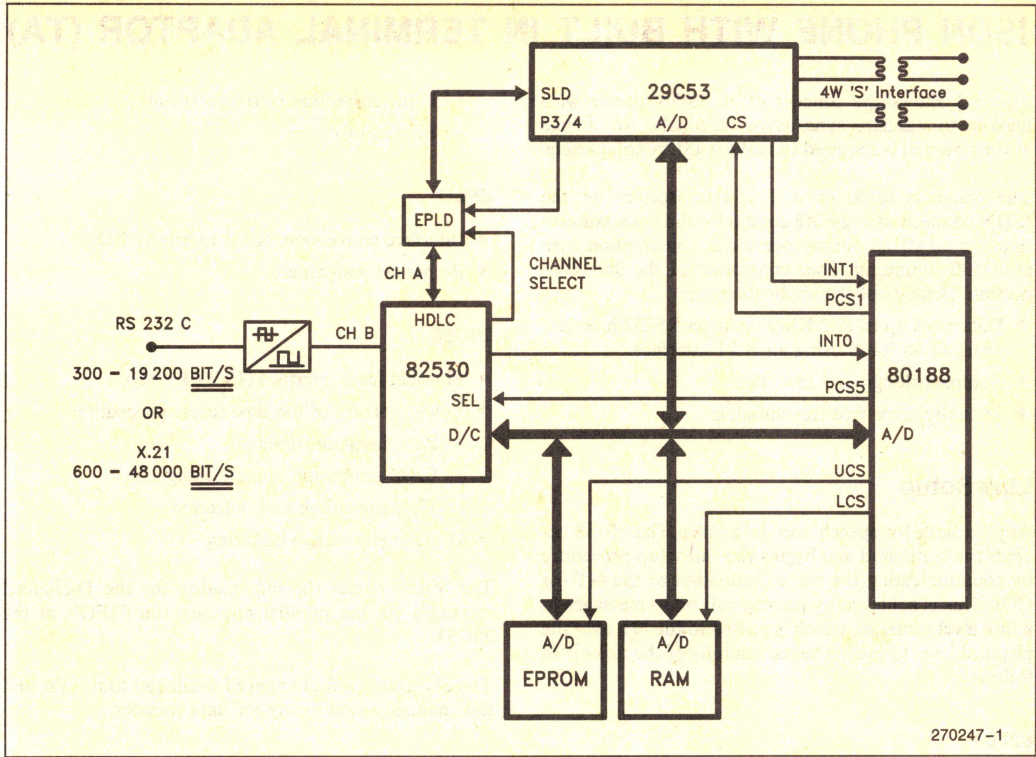 29C53
SLD
P3/4
A/D
CS
4W 'S' Interface
EPLD
CH A
CHANNEL
SELECT
INT1
PCS1
RS 232 C
CH B
HDLC
82530
INT0
80188
300 - 19 200 BIT/S
SEL
PCS5
OR
D/C
A/D
X.21
600 - 48 000 BIT/S
UCS
LCS
A/D
EPROM
A/D
RAM
270247-1